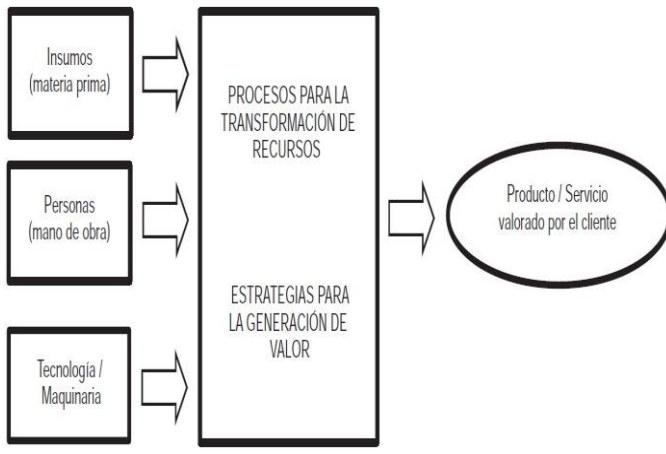 Insumos
(materia prima)
Personas
(mano de obra)
Tecnología /
Maquinaria
PROCESOS PARA LA
TRANSFORMACIÓN DE
RECURSOS
ESTRATEGIAS PARA
LA GENERACIÓN DE
VALOR
Producto / Servicio
valorado por el cliente